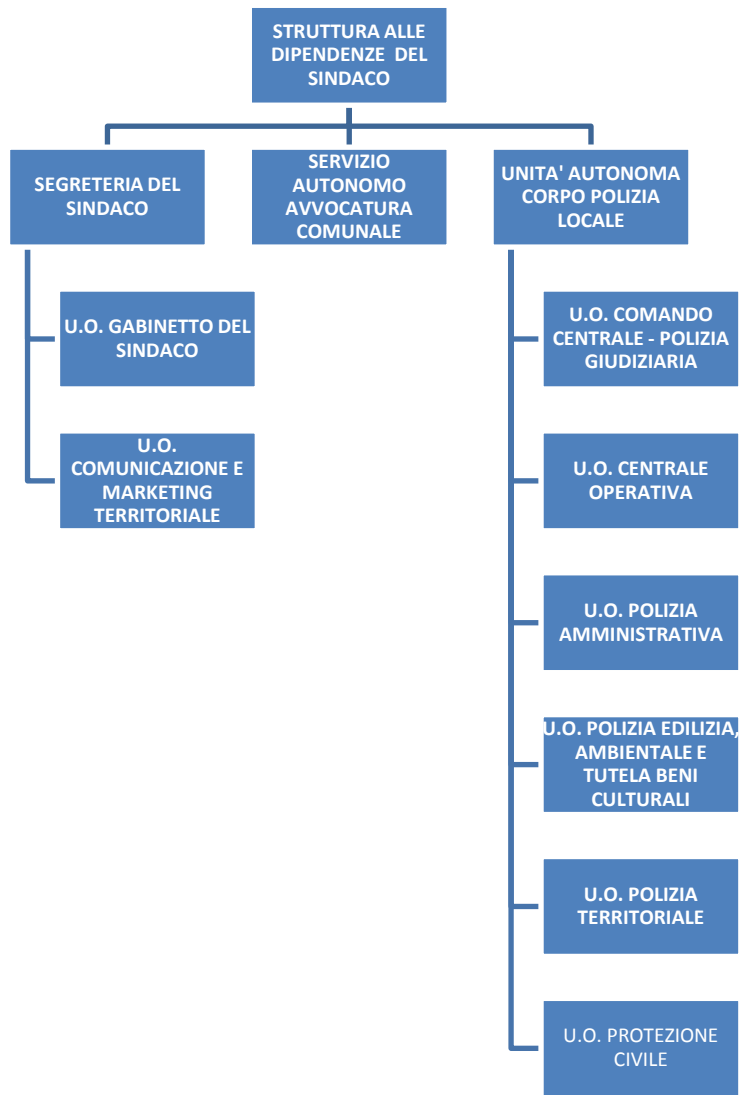 STRUTTURA ALLE
DIPENDENZE DEL
SINDACO
SEGRETERIA DEL
SINDACO
SERVIZIO
AUTONOMO
AVVOCATURA
COMUNALE
UNITA' AUTONOMA
CORPO POLIZIA
LOCALE
U.O. GABINETTO DEL
SINDACO
U.O.
COMUNICAZIONE E
MARKETING
TERRITORIALE
U.O. COMANDO
CENTRALE - POLIZIA
GIUDIZIARIA
U.O. CENTRALE
OPERATIVA
U.O. POLIZIA
AMMINISTRATIVA
U.O. POLIZIA EDILIZIA,
AMBIENTALE E
TUTELA BENI
CULTURALI
U.O. POLIZIA
TERRITORIALE
U.O. PROTEZIONE
CIVILE